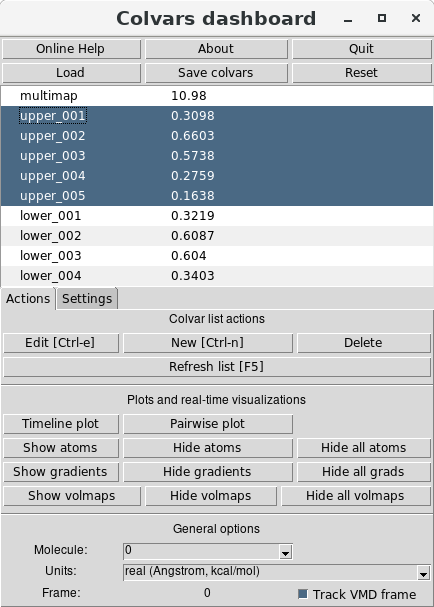 Colvars dashboard
Online Help About Quit
Load Save colvars Reset
multimap 10.98
upper_001 0.3098
upper_002 0.6603
upper_003 0.5738
upper_004 0.2759
upper_005 0.1638
lower_001 0.3219
lower_002 0.6087
lower_003 0.604
lower_004 0.3403
Actions Settings
Colvar list actions
Edit [Ctrl-e] New [Ctrl-n] Delete
Refresh list [F5]
Plots and real-time visualizations
Timeline plot Pairwise plot
Show atoms Hide atoms Hide all atoms
Show gradients Hide gradients Hide all grads
Show volmaps Hide volmaps Hide all volmaps
General options
Molecule: 0
Units: real (Angstrom, kcal/mol)
Frame: 0 Track VMD frame